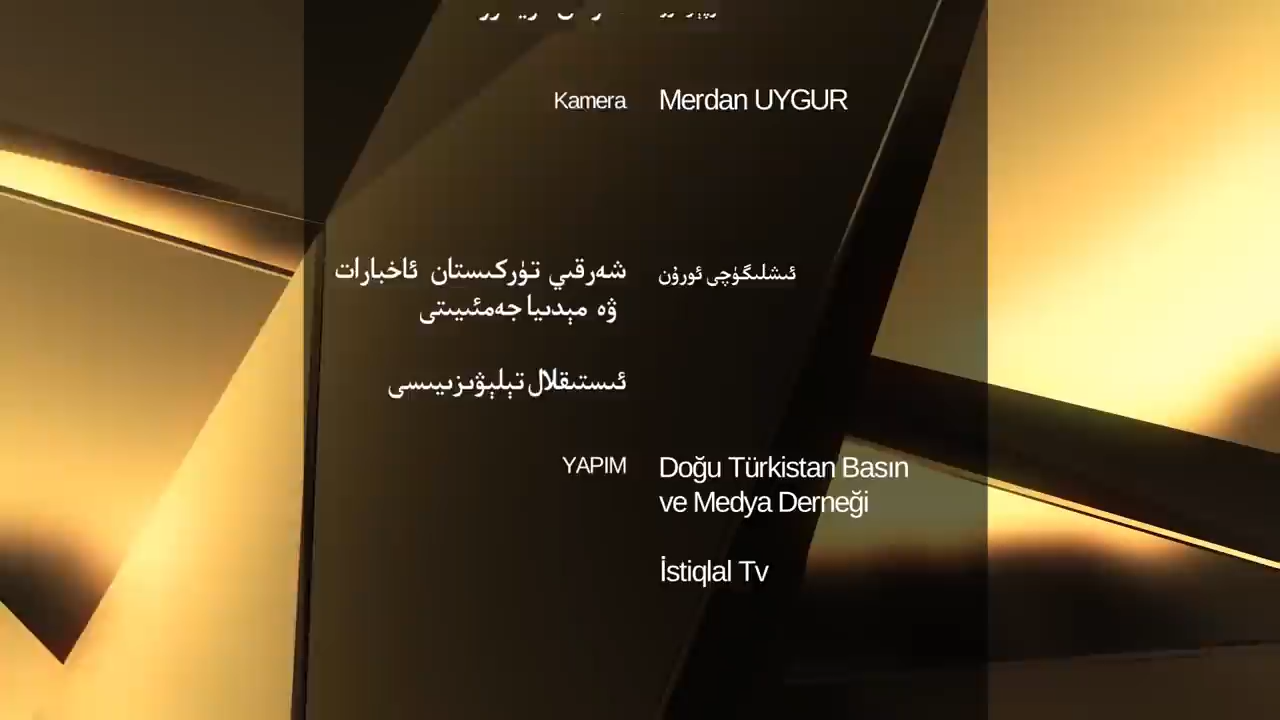 Kamera Merdan UYGUR
شەرقىي تۈركىستان ئاخبارات ئىشلىگۈچى ئورۇن
ۋە مېدىيا جەمئىيىتى
ئىستىقلال تېلېۋىزىيىسى
YAPIM Doğu Türkistan Basın
ve Medya Derneği
İstiqlal Tv